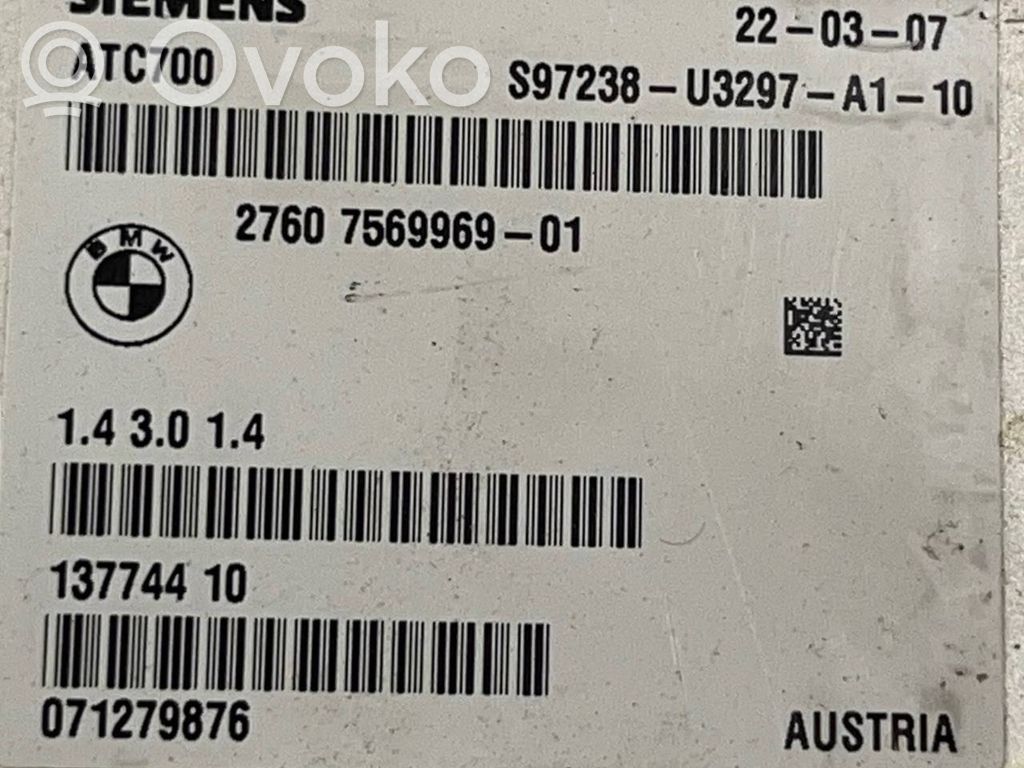 SIEMENS
22-03-07
ovoko
ATC700
S97238-U3297-A1-10
2760 7569969-01
BMW
1.4 3.0 1.4
137744 10
071279876
AUSTRIA